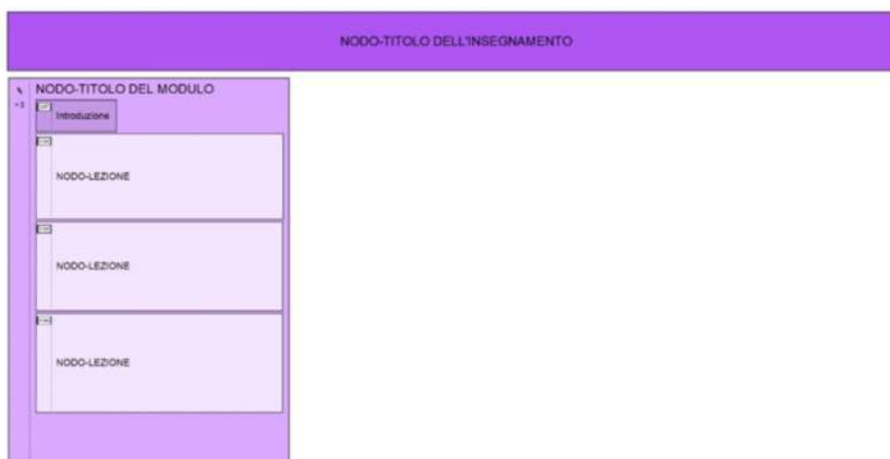 NODO-TITOLO DELL'INSEGNAMENTO
NODO-TITOLO DEL MODULO
Introduzione
NODO-LEZIONE
NODO-LEZIONE
NODO-LEZIONE